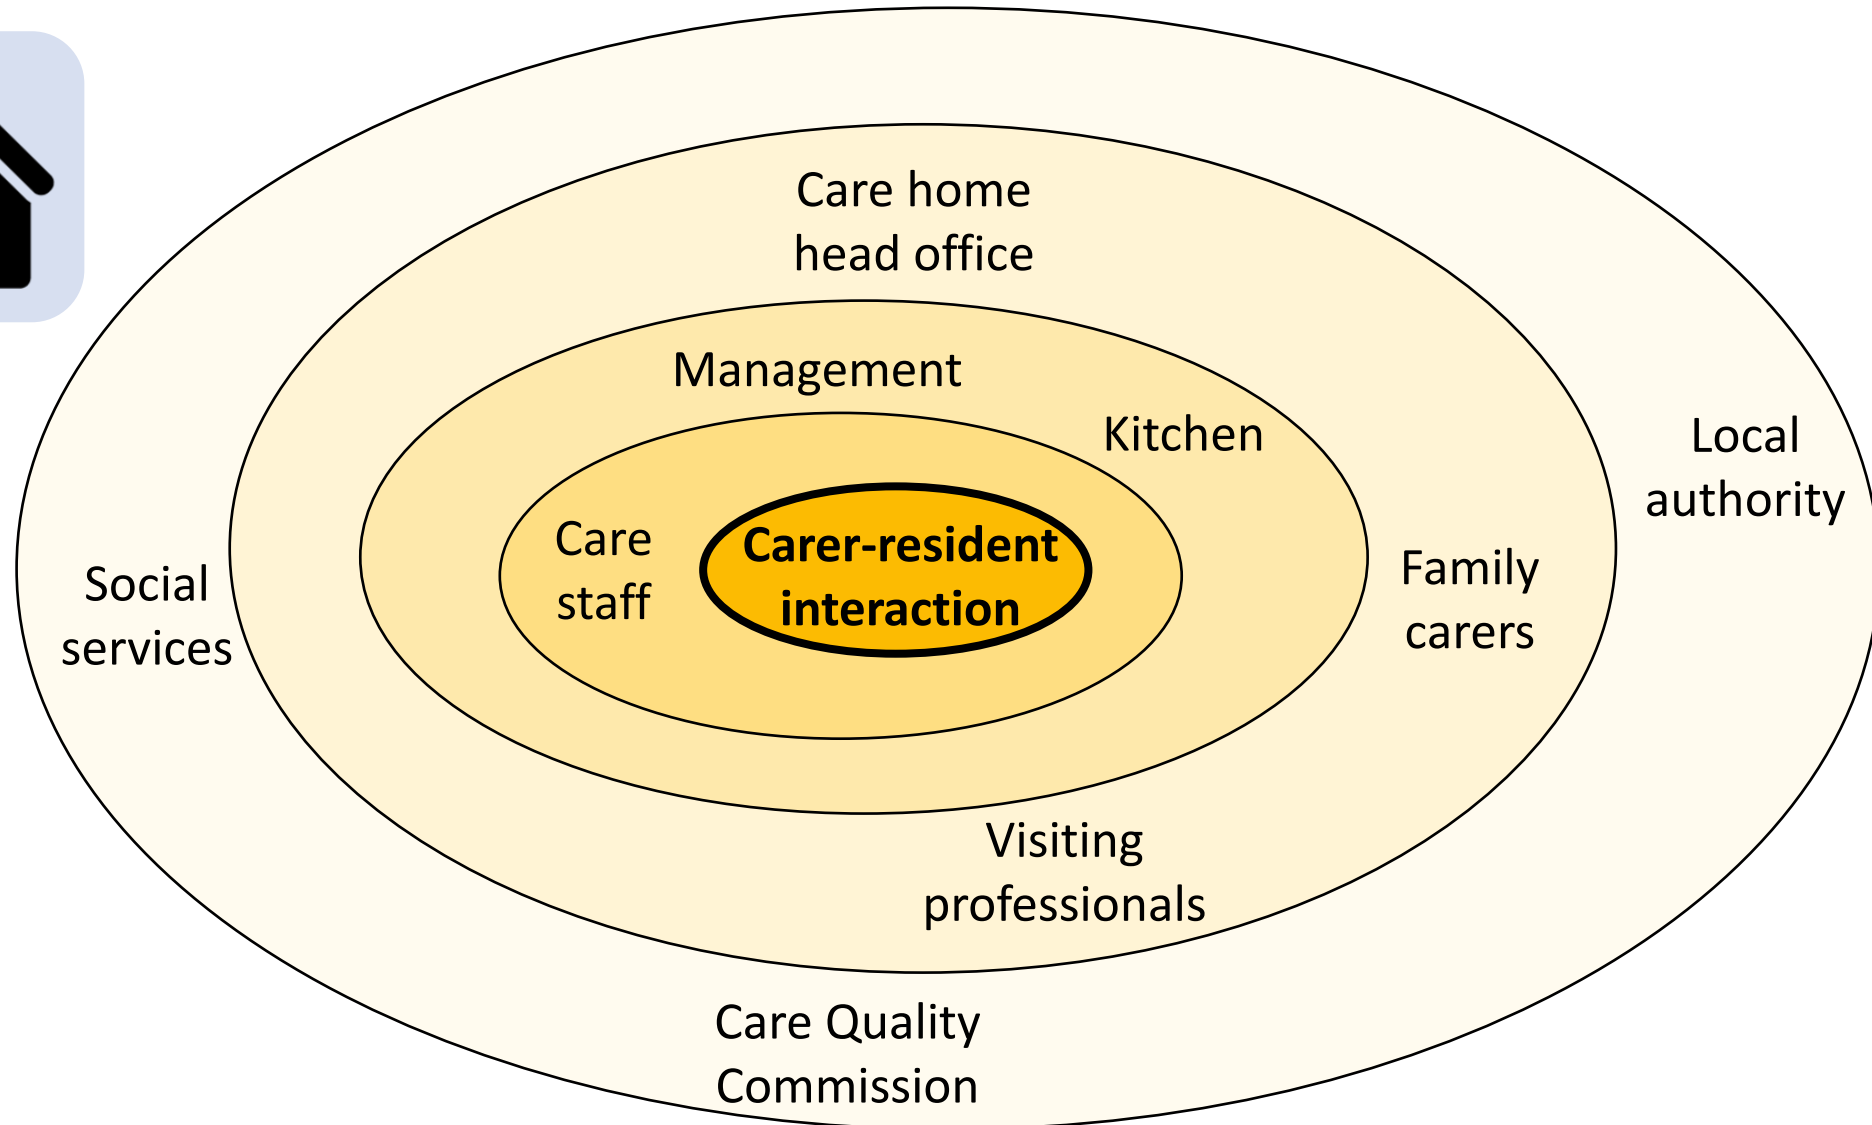 Care home
head office
Management
Kitchen
Local
authority
Care
staff
Carer-resident
interaction
Family
carers
Social
services
Visiting
professionals
Care Quality
Commission